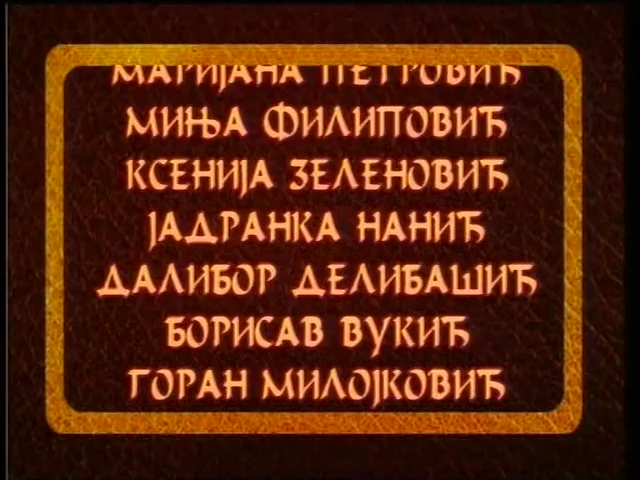 МАРИЈАНА ПЕТРОВИЋ
МИЊА ФИЛИПОВИЋ
КСЕНИЈА ЗЕЛЕНОВИЋ
ЈАДРАНКА НАНИЋ
ДАЛИБОР ДЕЛИБАШИЋ
БОРИСАВ ВУКИЋ
ГОРАН МИЛОЈКОВИЋ